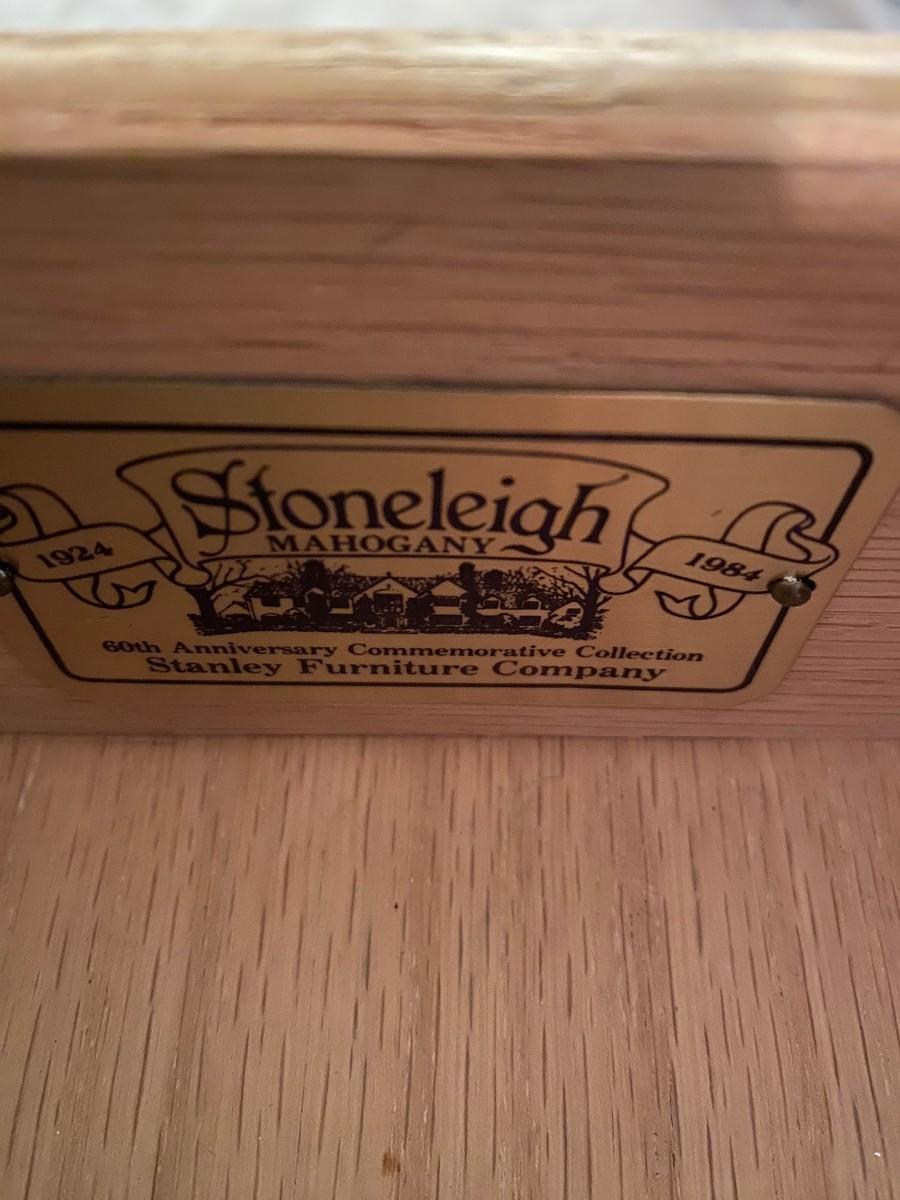 Stoneleigh
MAHOGANY
1924
1984
60th Anniversary Commemorative Collection
Stanley Furniture Company